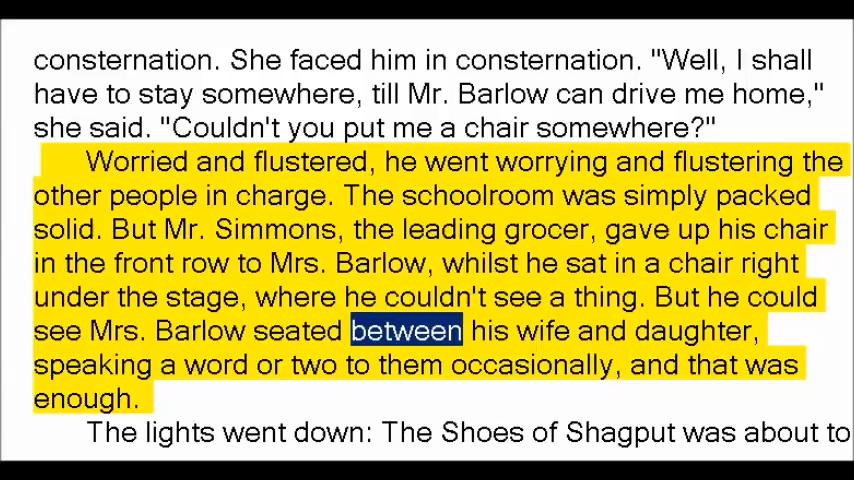 consternation. She faced him in consternation. "Well, I shall
have to stay somewhere, till Mr. Barlow can drive me home,"
she said. "Couldn't you put me a chair somewhere?"
Worried and flustered, he went worrying and flustering the
other people in charge. The schoolroom was simply packed
solid. But Mr. Simmons, the leading grocer, gave up his chair
in the front row to Mrs. Barlow, whilst he sat in a chair right
under the stage, where he couldn't see a thing. But he could
see Mrs. Barlow seated between his wife and daughter,
speaking a word or two to them occasionally, and that was
enough.
The lights went down: The Shoes of Shagput was about to